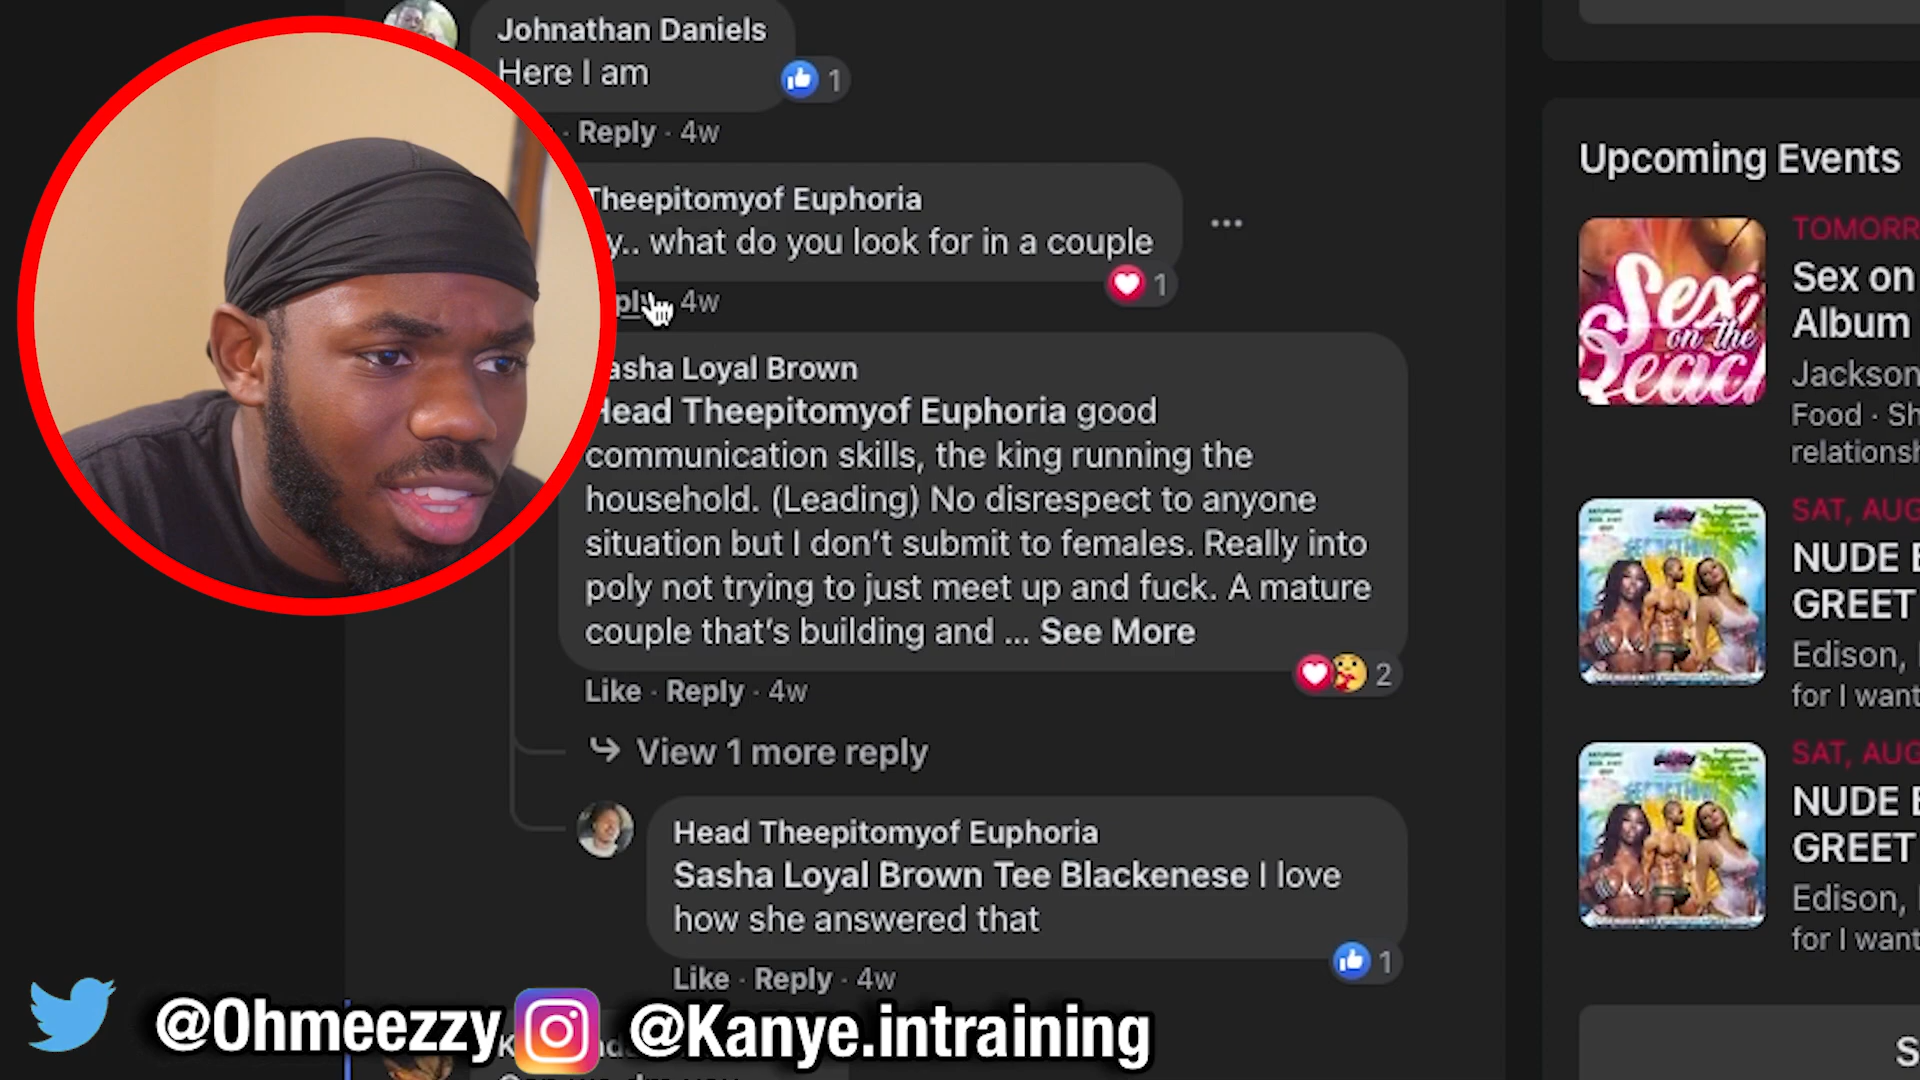 Johnathan Daniels
Here I am
1
Reply · 4w
Theepitomyof Euphoria
y.. what do you look for in a couple
1
4w
asha Loyal Brown
Head Theepitomyof Euphoria good
communication skills, the king running the
household. (Leading) No disrespect to anyone
situation but I don't submit to females. Really into
poly not trying to just meet up and fuck. A mature
couple that's building and ... See More
2
Like · Reply · 4w
View 1 more reply
Head Theepitomyof Euphoria
Sasha Loyal Brown Tee Blackenese I love
how she answered that
1
Like · Reply · 4w
@Ohmeezzy
@Kanye.intraining
Upcoming Events
TOMORR
Sex on
Album
Jackson
Food · Sh
relationsh
Sex
on the
Beach
SAT, AUG
NUDE E
GREET
Edison,
for I want
SAT, AUG
NUDE E
GREET
Edison,
for I want
S